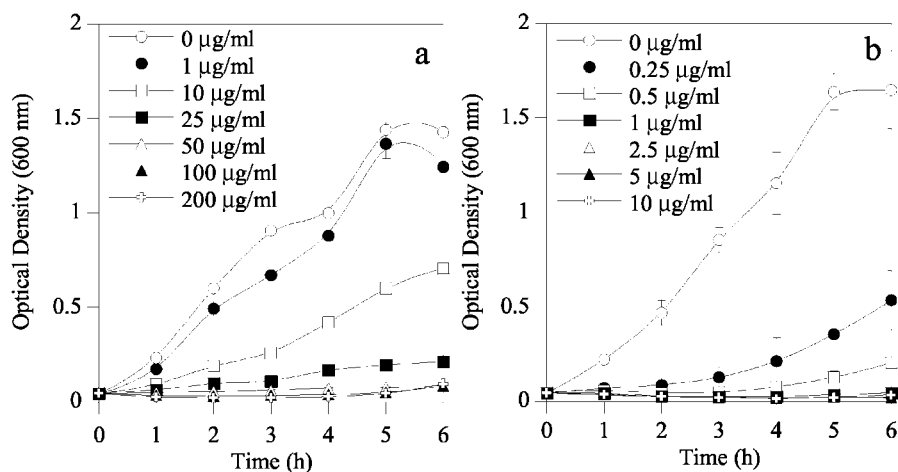 a
0 μg/ml
1 μg/ml
10 μg/ml
25 μg/ml
50 μg/ml
100 μg/ml
200 μg/ml
Optical Density (600 nm)
2
1.5
1
0.5
0
0 1 2 3 4 5 6
Time (h)
b
0 μg/ml
0.25 μg/ml
0.5 μg/ml
1 μg/ml
2.5 μg/ml
5 μg/ml
10 μg/ml
Optical Density (600 nm)
2
1.5
1
0.5
0
0 1 2 3 4 5 6
Time (h)